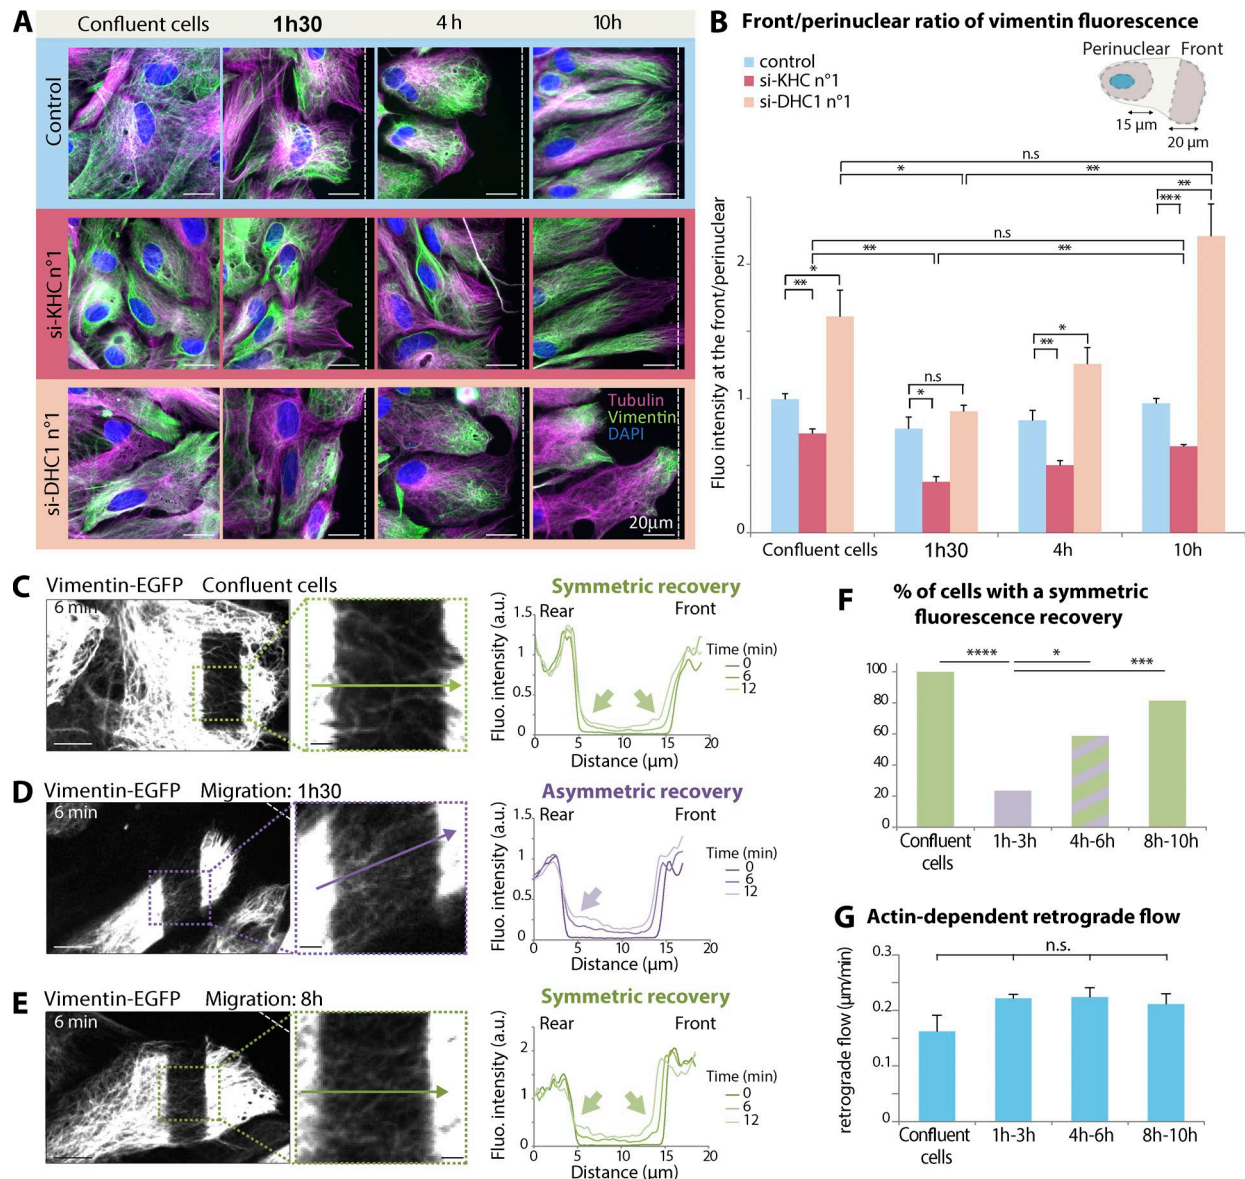 A
Confluent cells
1h30
4h
10h
Control
si-KHC n°1
si-DHC1 n°1
Tubulin
Vimentin
DAPI
20µm
B Front/perinuclear ratio of vimentin fluorescence
control
si-KHC n°1
si-DHC1 n°1
Perinuclear Front
15 µm
20 µm
Fluo intensity at the front/perinuclear
n.s
* **
n.s
** **
**
***
*
**
n.s
*
*
**
2
1
0
Confluent cells
1h30
4h
10h
C Vimentin-EGFP Confluent cells
6 min
Symmetric recovery
Rear Front
Fluo. intensity (a.u.)
1.5
1
0.5
0
0 5 10 15 20
Distance (µm)
Time (min)
0
6
12
D Vimentin-EGFP Migration: 1h30
6 min
Asymmetric recovery
Rear Front
Fluo. intensity (a.u.)
1.5
1
0.5
0
0 5 10 15 20
Distance (µm)
Time (min)
0
6
12
E Vimentin-EGFP Migration: 8h
6 min
Symmetric recovery
Rear Front
Fluo. intensity (a.u.)
2
1
0
0 5 10 15 20
Distance (µm)
Time (min)
0
6
12
F % of cells with a symmetric
fluorescence recovery
**** * ***
100
80
60
40
20
0
Confluent
cells
1h-3h
4h-6h
8h-10h
G Actin-dependent retrograde flow
n.s.
retrograde flow (µm/min)
0.3
0.2
0.1
0
Confluent
cells
1h-3h
4h-6h
8h-10h